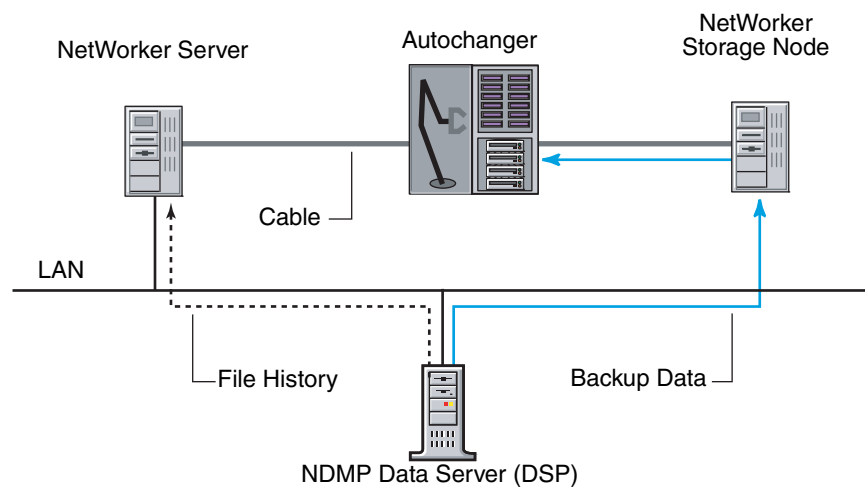 NetWorker Server
Autochanger
NetWorker
Storage Node
Cable
LAN
File History
Backup Data
NDMP Data Server (DSP)